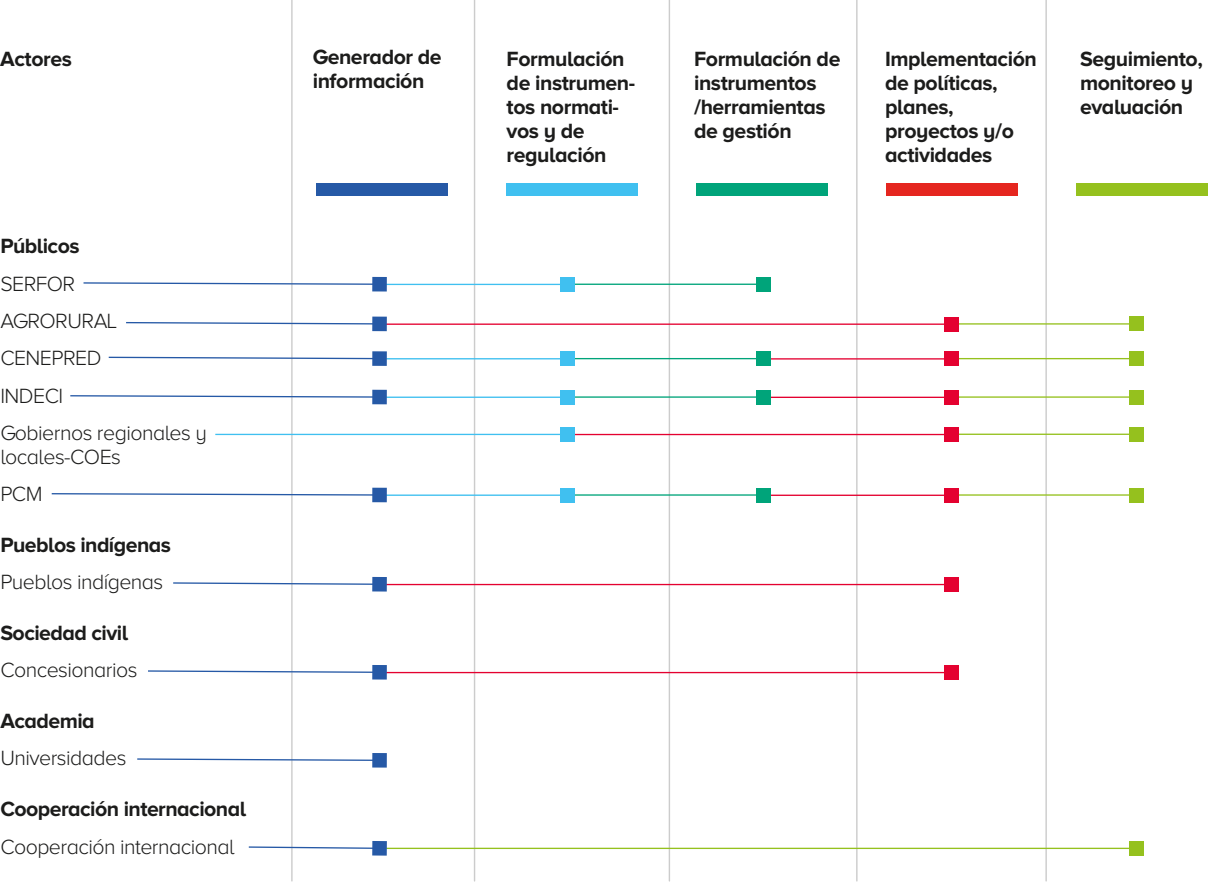 Actores
Generador de
información
Formulación
de instrumen-
tos normati-
vos y de
regulación
Formulación de
instrumentos
/herramientas
de gestión
Implementación
de políticas,
planes,
proyectos y/o
actividades
Seguimiento,
monitoreo y
evaluación
Públicos
SERFOR
AGRORURAL
CENEPRED
INDECI
Gobiernos regionales y
locales-COEs
PCM
Pueblos indígenas
Pueblos indígenas
Sociedad civil
Concesionarios
Academia
Universidades
Cooperación internacional
Cooperación internacional